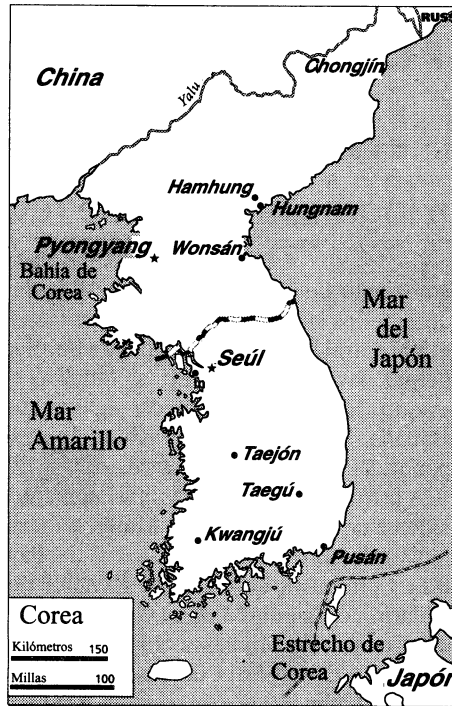 RUSS
China
Chongjín
Yalu
Hamhung
Hungnam
Pyongyang
Wonsán
Bahía de
Corea
Mar
del
Japón
Seúl
Mar
Amarillo
Taejón
Taegú
Kwangjú
Pusán
Corea
Kilómetros 150
Millas 100
Estrecho de
Corea
Japón